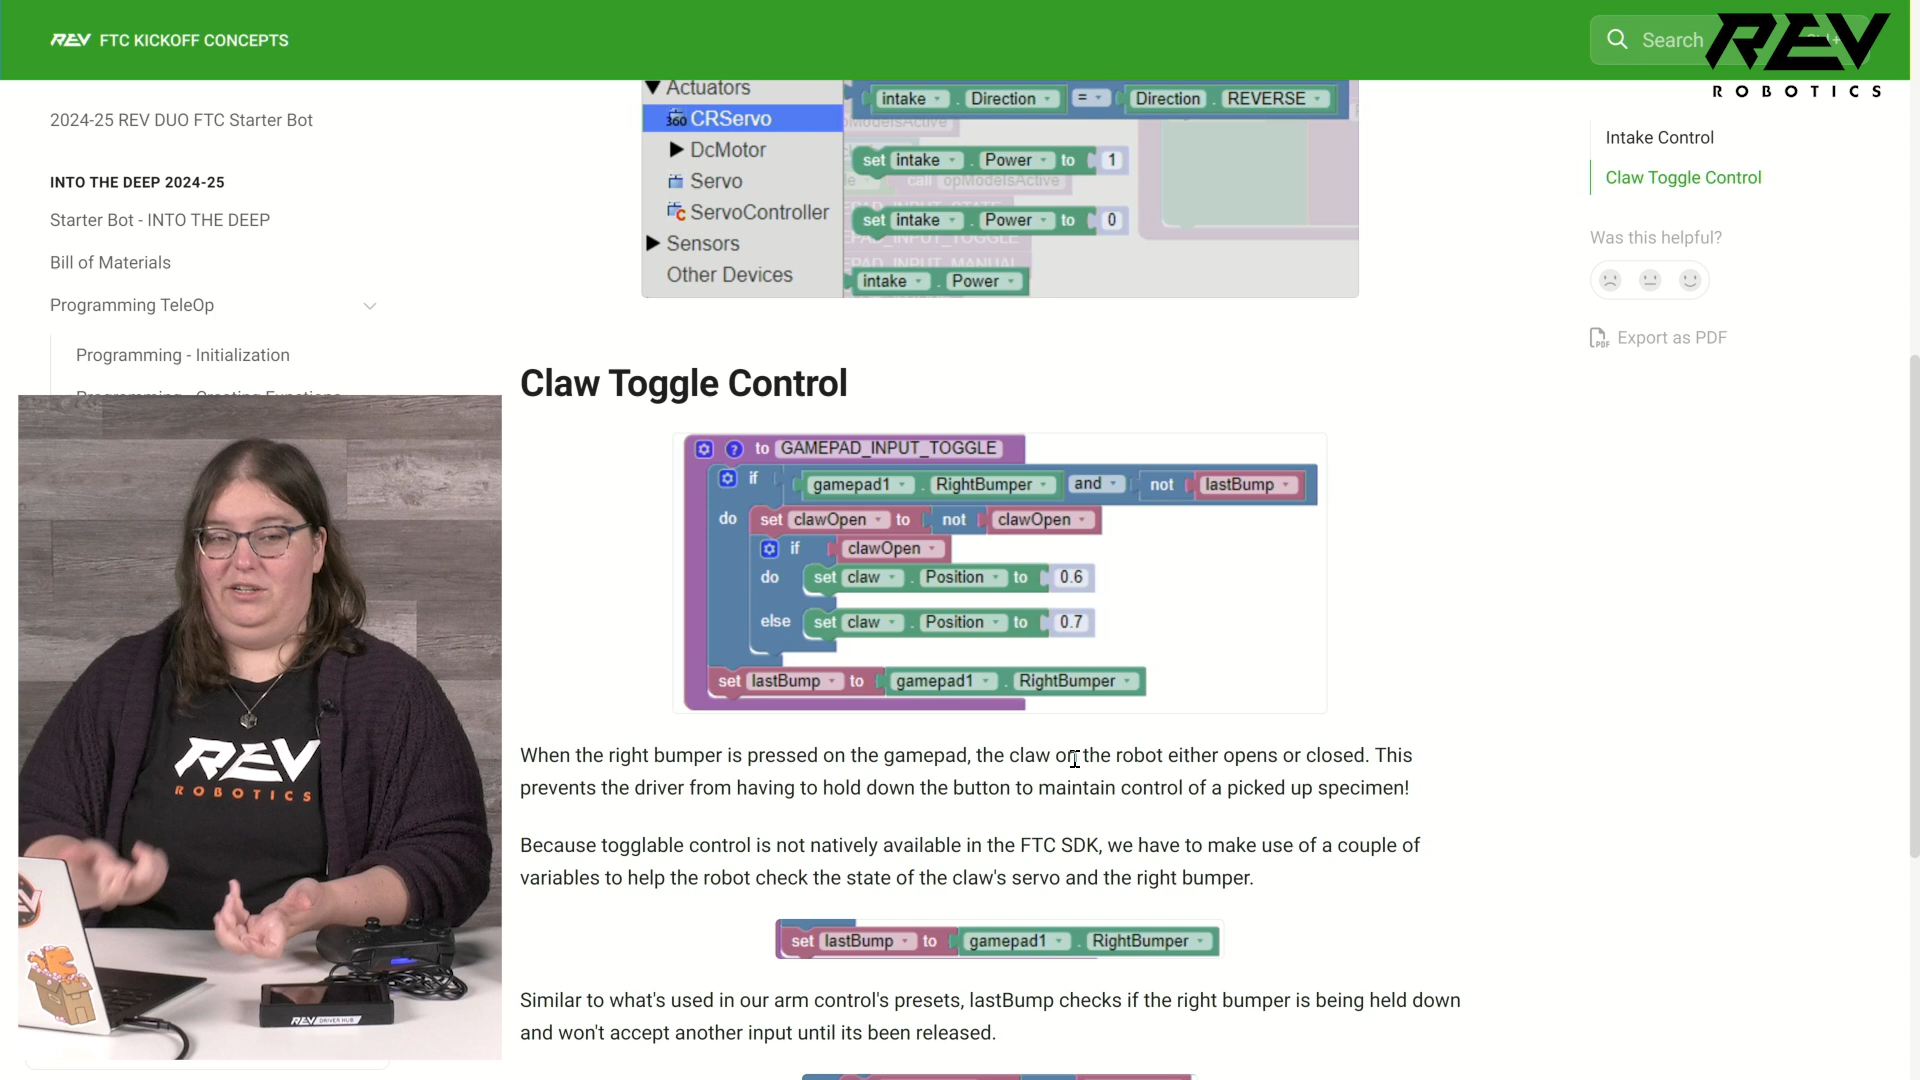 REV FTC KICKOFF CONCEPTS
Search
REV
ROBOTICS
2024-25 REV DUO FTC Starter Bot
INTO THE DEEP 2024-25
Starter Bot - INTO THE DEEP
Bill of Materials
Programming TeleOp
Programming - Initialization
Programming - Creating Functions
Actuators
360 CRServo
DcMotor
Servo
ServoController
Sensors
Other Devices
intake . Direction = Direction . REVERSE
set intake . Power to 1
call opModeIsActive
set intake . Power to 0
intake . Power
Intake Control
Claw Toggle Control
Was this helpful?
Export as PDF
PDF
Claw Toggle Control
? to GAMEPAD_INPUT_TOGGLE
if gamepad1 . RightBumper and not lastBump
do set clawOpen to not clawOpen
if clawOpen
do set claw . Position to 0.6
else set claw . Position to 0.7
set lastBump to gamepad1 . RightBumper
When the right bumper is pressed on the gamepad, the claw on the robot either opens or closed. This
prevents the driver from having to hold down the button to maintain control of a picked up specimen!
Because togglable control is not natively available in the FTC SDK, we have to make use of a couple of
variables to help the robot check the state of the claw's servo and the right bumper.
set lastBump to gamepad1 . RightBumper
Similar to what's used in our arm control's presets, lastBump checks if the right bumper is being held down
and won't accept another input until its been released.
REV
ROBOTICS
REV DRIVER HUB